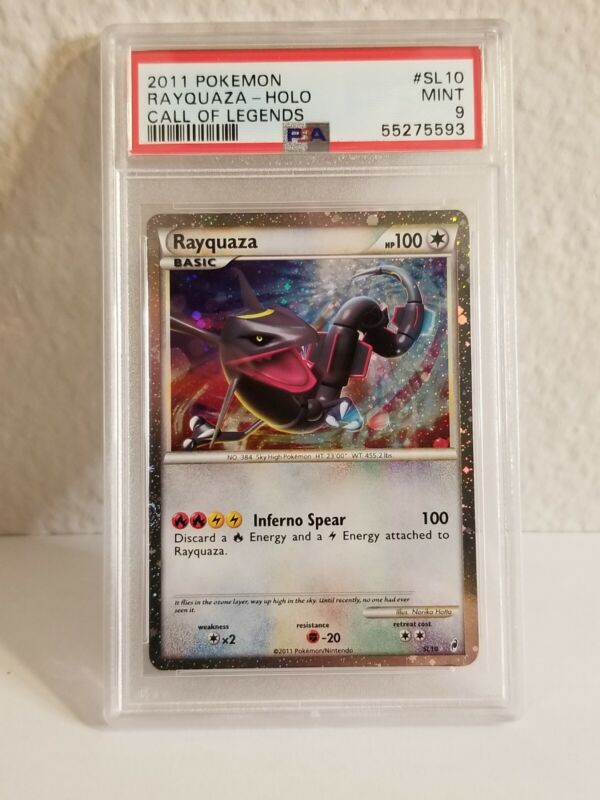 2011 POKEMON #SL10
RAYQUAZA - HOLO MINT
CALL OF LEGENDS 9
PSA 55275593
Rayquaza HP100
BASIC
NO. 384 Sky High Pokémon HT 23'00" WT 455.2 lbs
Inferno Spear 100
Discard a Energy and a Energy attached to
Rayquaza.
It flies in the ozone layer, way up high in the sky. Until recently, no one had ever
seen it.
Illus. Noriko Hotta
weakness resistance retreat cost
x2 -20
©2011 Pokémon/Nintendo SL10